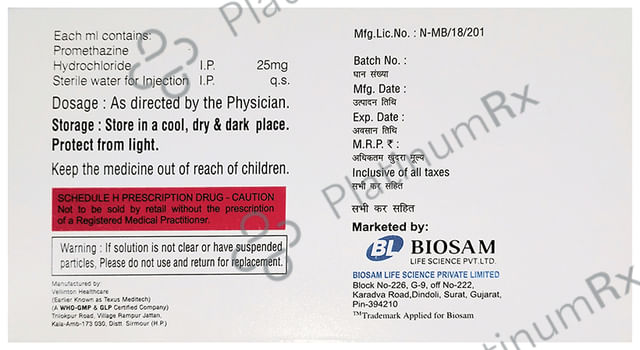 Each ml contains:
Promethazine
Hydrochloride I.P. 25mg
Sterile water for Injection I.P. q.s.
Dosage : As directed by the Physician.
Storage : Store in a cool, dry & dark place.
Protect from light.
Keep the medicine out of reach of children.
SCHEDULE H PRESCRIPTION DRUG - CAUTION
Not to be sold by retail without the prescription
of a Registered Medical Practitioner.
Warning : If solution is not clear or have suspended
particles, Please do not use and return for replacement.
Manufactured by:
Vellinton Healthcare
(Earlier Known as Texus Meditech)
(A WHO-GMP & GLP Certified Company)
Trilokpur Road, Village Rampur Jattan,
Kala-Amb-173 030, Distt. Sirmour (H.P.)
Mfg.Lic.No. : N-MB/18/201
Batch No. :
घान संख्या
Mfg. Date :
उत्पादन तिथि
Exp. Date :
अवसान तिथि
M.R.P. ₹ :
अधिकतम खुदरा मूल्य
Inclusive of all taxes
सभी कर सहित
सभी कर सहित
Marketed by:
BL BIOSAM
LIFE SCIENCE PVT.LTD.
BIOSAM LIFE SCIENCE PRIVATE LIMITED
Block No-226, G-9, off No-222,
Karadva Road,Dindoli, Surat, Gujarat,
Pin-394210
™Trademark Applied for Biosam
PlatinumRx
PlatinumRx
PlatinumRx